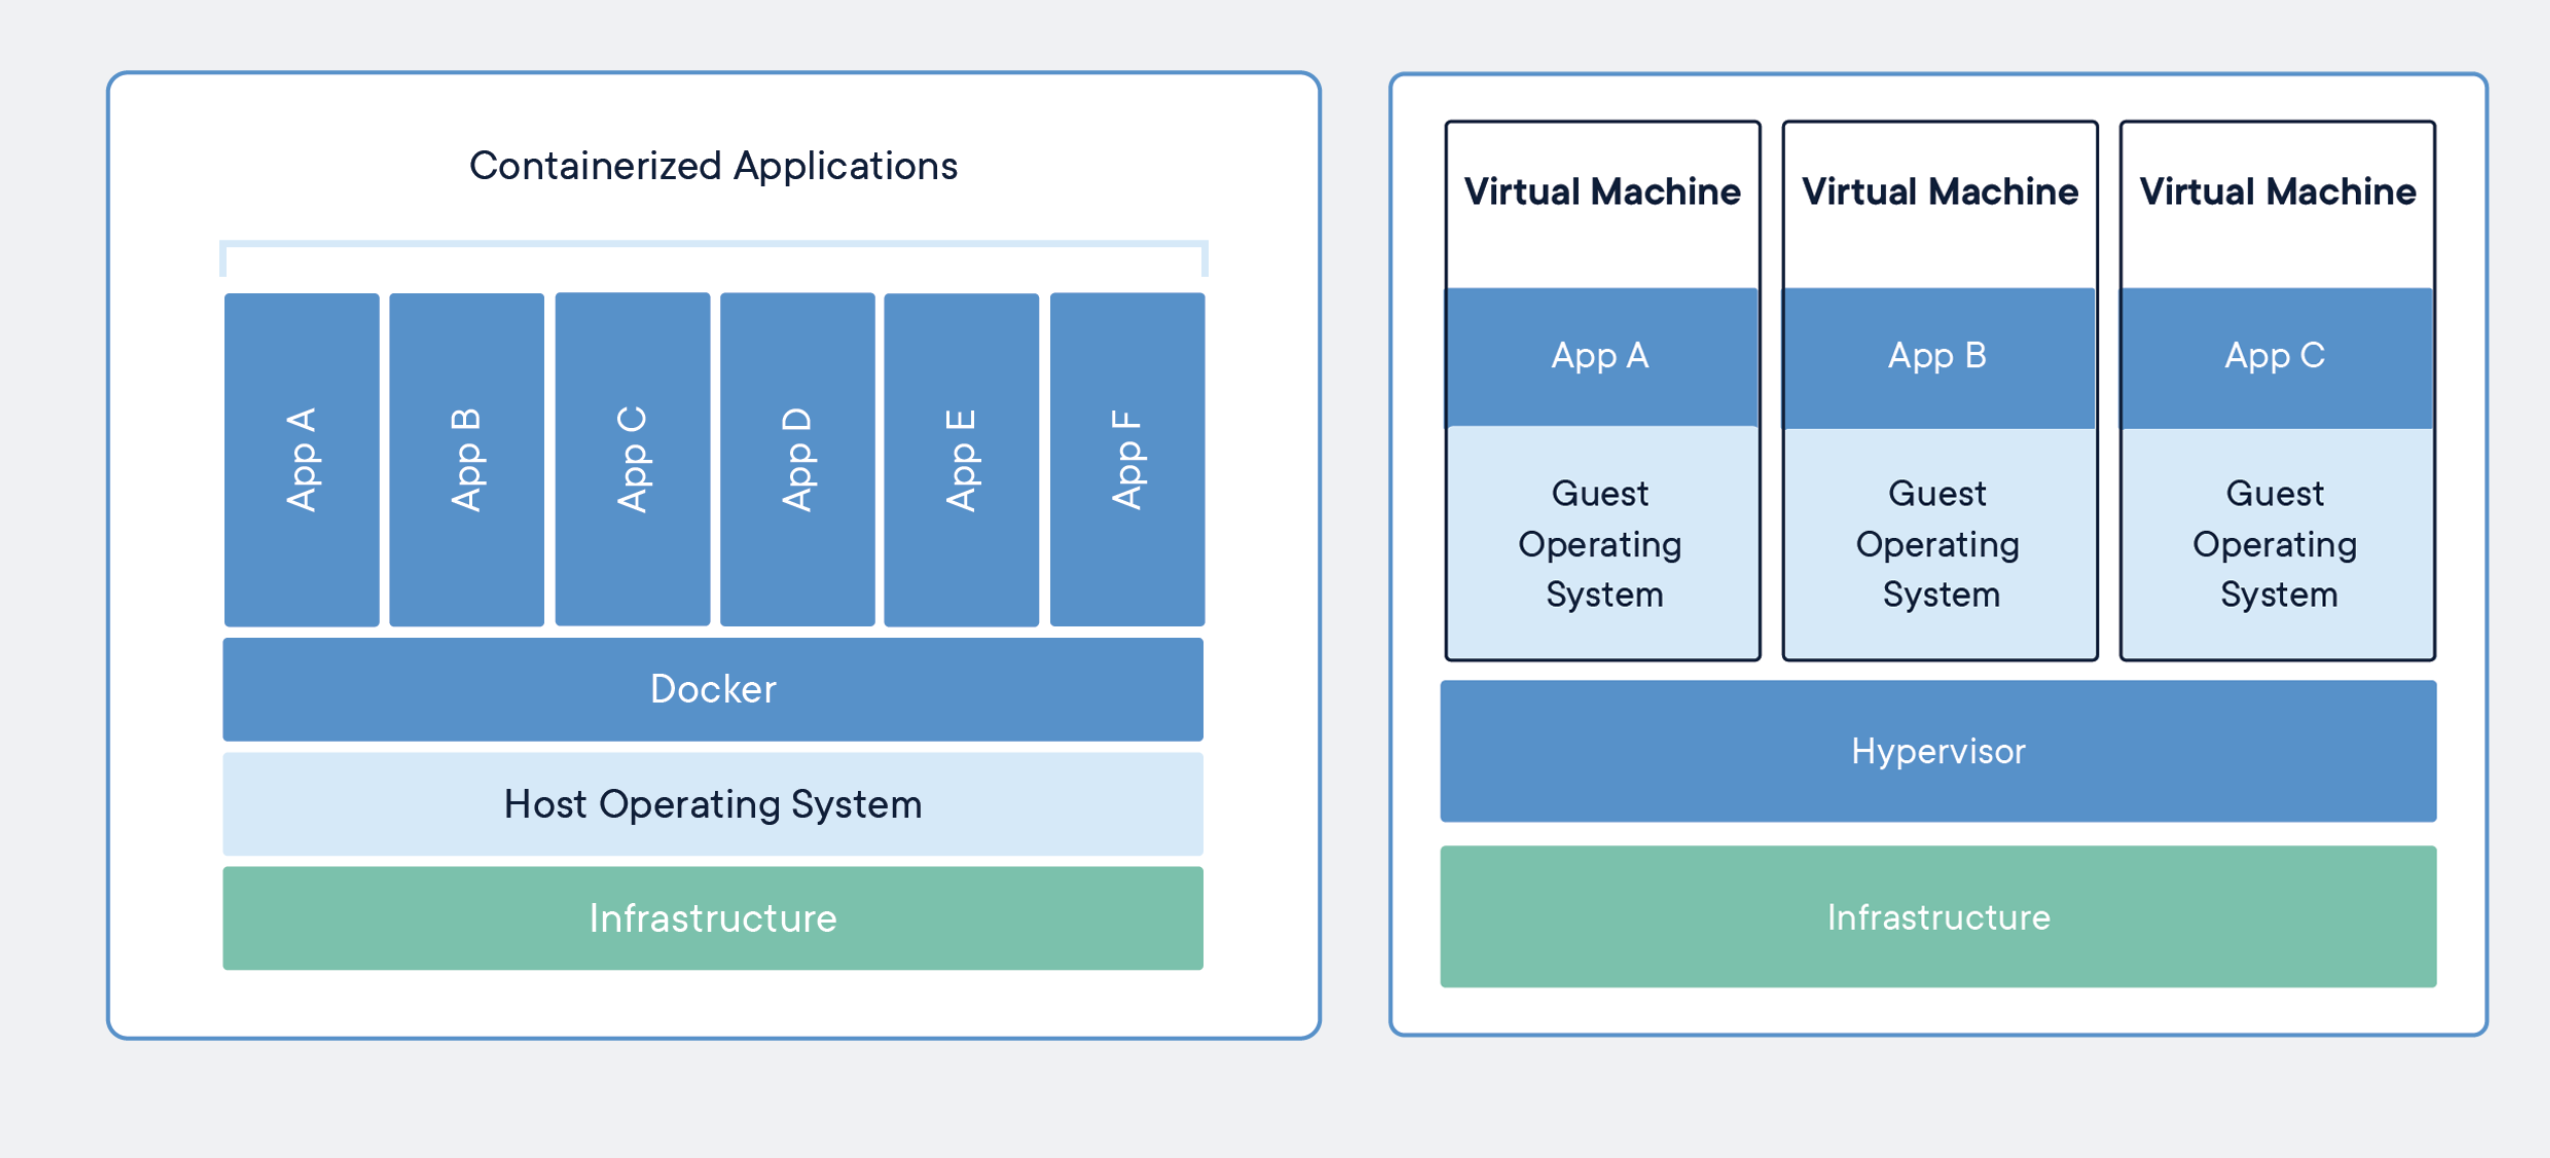 Containerized Applications
App A
App B
App C
App D
App E
App F
Docker
Host Operating System
Infrastructure
Virtual Machine
App A
Guest
Operating
System
Virtual Machine
App B
Guest
Operating
System
Virtual Machine
App C
Guest
Operating
System
Hypervisor
Infrastructure